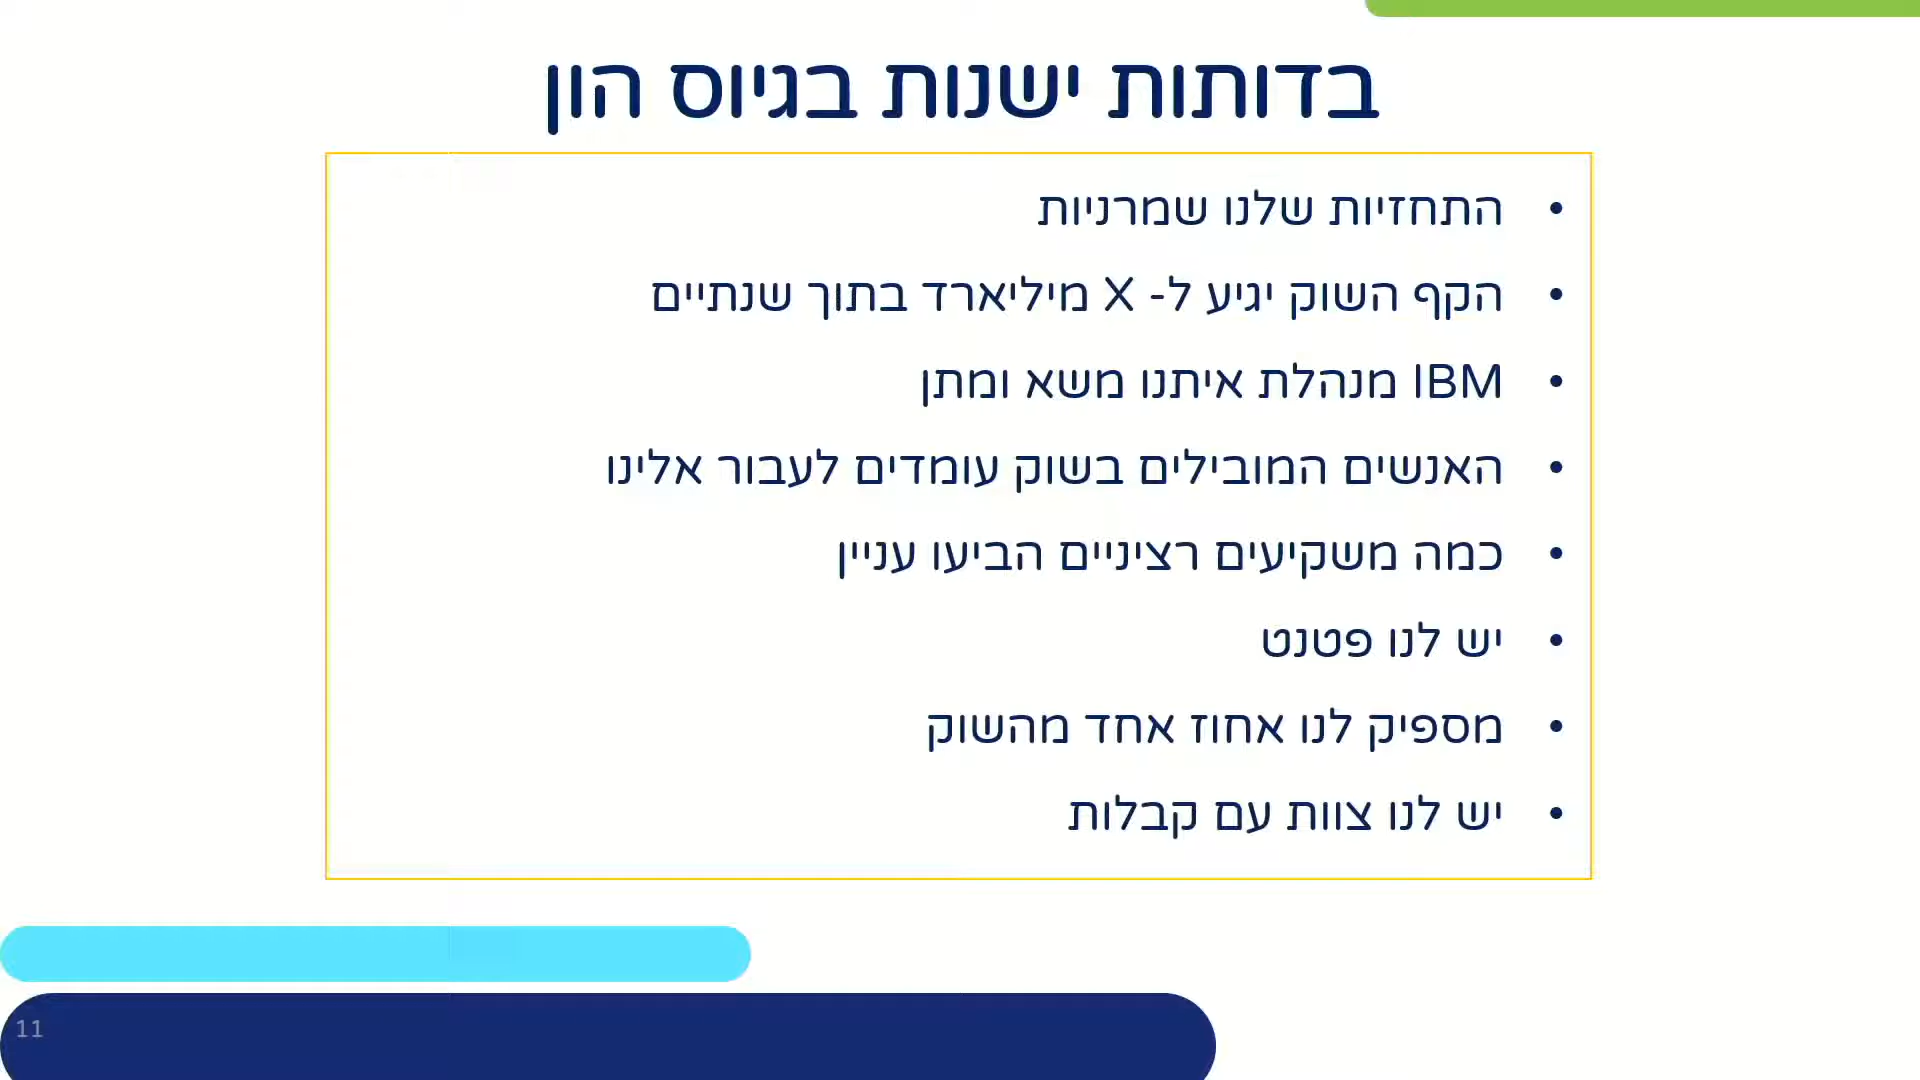 בדותות ישנות בגיוס הון
• התחזיות שלנו שמרניות
• הקף השוק יגיע ל- X מיליארד בתוך שנתיים
• IBM מנהלת איתנו משא ומתן
• האנשים המובילים בשוק עומדים לעבור אלינו
• כמה משקיעים רציניים הביעו עניין
• יש לנו פטנט
• מספיק לנו אחוז אחד מהשוק
• יש לנו צוות עם קבלות
11